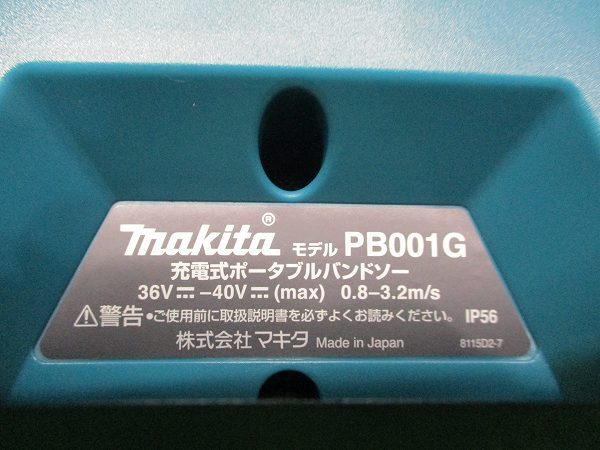 makita® モデル PB001G
充電式ポータブルバンドソー
36V⎓–40V⎓(max) 0.8–3.2m/s
⚠警告・ご使用前に取扱説明書を必ずよくお読みください。 IP56
株式会社マキタ Made in Japan 8115D2-7